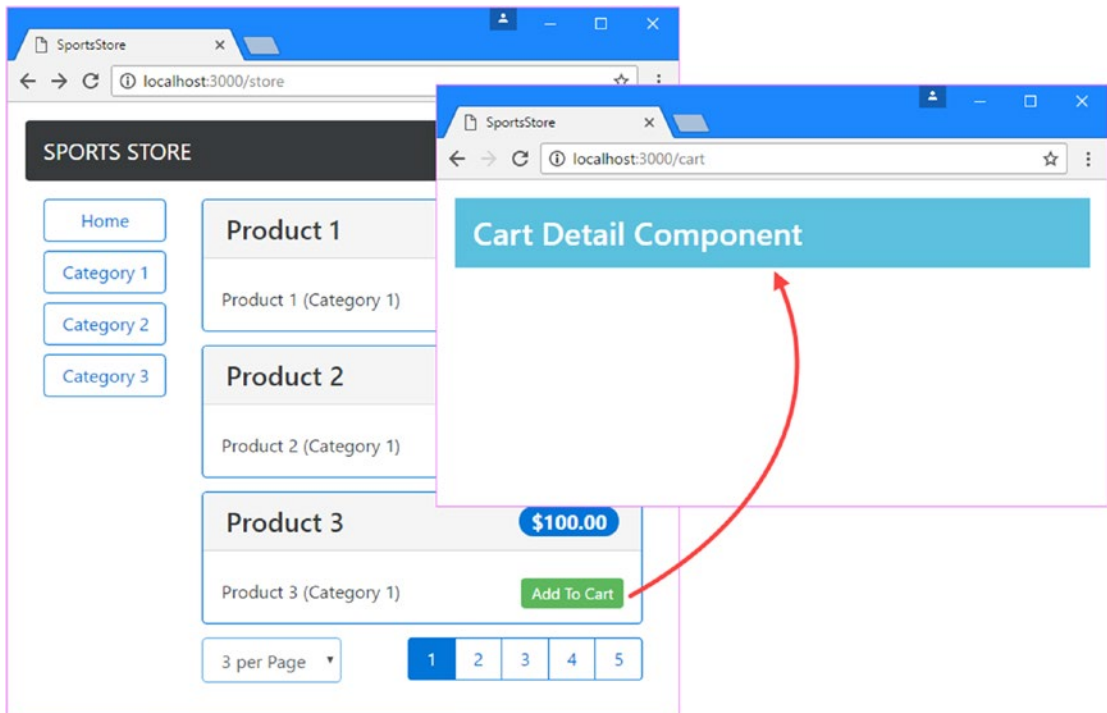 SportsStore
localhost:3000/store
SPORTS STORE
Home
Category 1
Category 2
Category 3
Product 1
Product 1 (Category 1)
Product 2
Product 2 (Category 1)
Product 3
$100.00
Product 3 (Category 1)
Add To Cart
3 per Page
1 2 3 4 5
SportsStore
localhost:3000/cart
Cart Detail Component